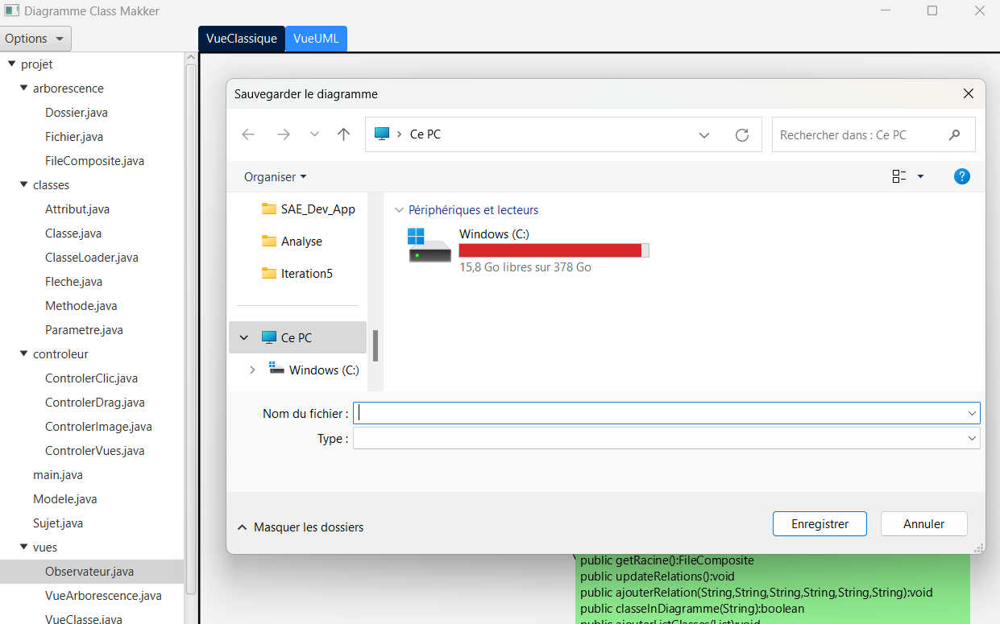 Diagramme Class Makker
Options
VueClassique
VueUML
projet
arborescence
Dossier.java
Fichier.java
FileComposite.java
classes
Attribut.java
Classe.java
ClasseLoader.java
Fleche.java
Methode.java
Parametre.java
controleur
ControlerClic.java
ControlerDrag.java
ControlerImage.java
ControlerVues.java
main.java
Modele.java
Sujet.java
vues
Observateur.java
VueArborescence.java
VueClasse.java
Sauvegarder le diagramme
Ce PC
Rechercher dans : Ce PC
Organiser
?
SAE_Dev_App
Analyse
Iteration5
Ce PC
Windows (C:)
Périphériques et lecteurs
Windows (C:)
15,8 Go libres sur 378 Go
Nom du fichier :
Type :
Masquer les dossiers
Enregistrer
Annuler
public getRacine():FileComposite
public updateRelations():void
public ajouterRelation(String,String,String,String,String,String):void
public classeInDiagramme(String):boolean
public ajouterListClasses(List):void